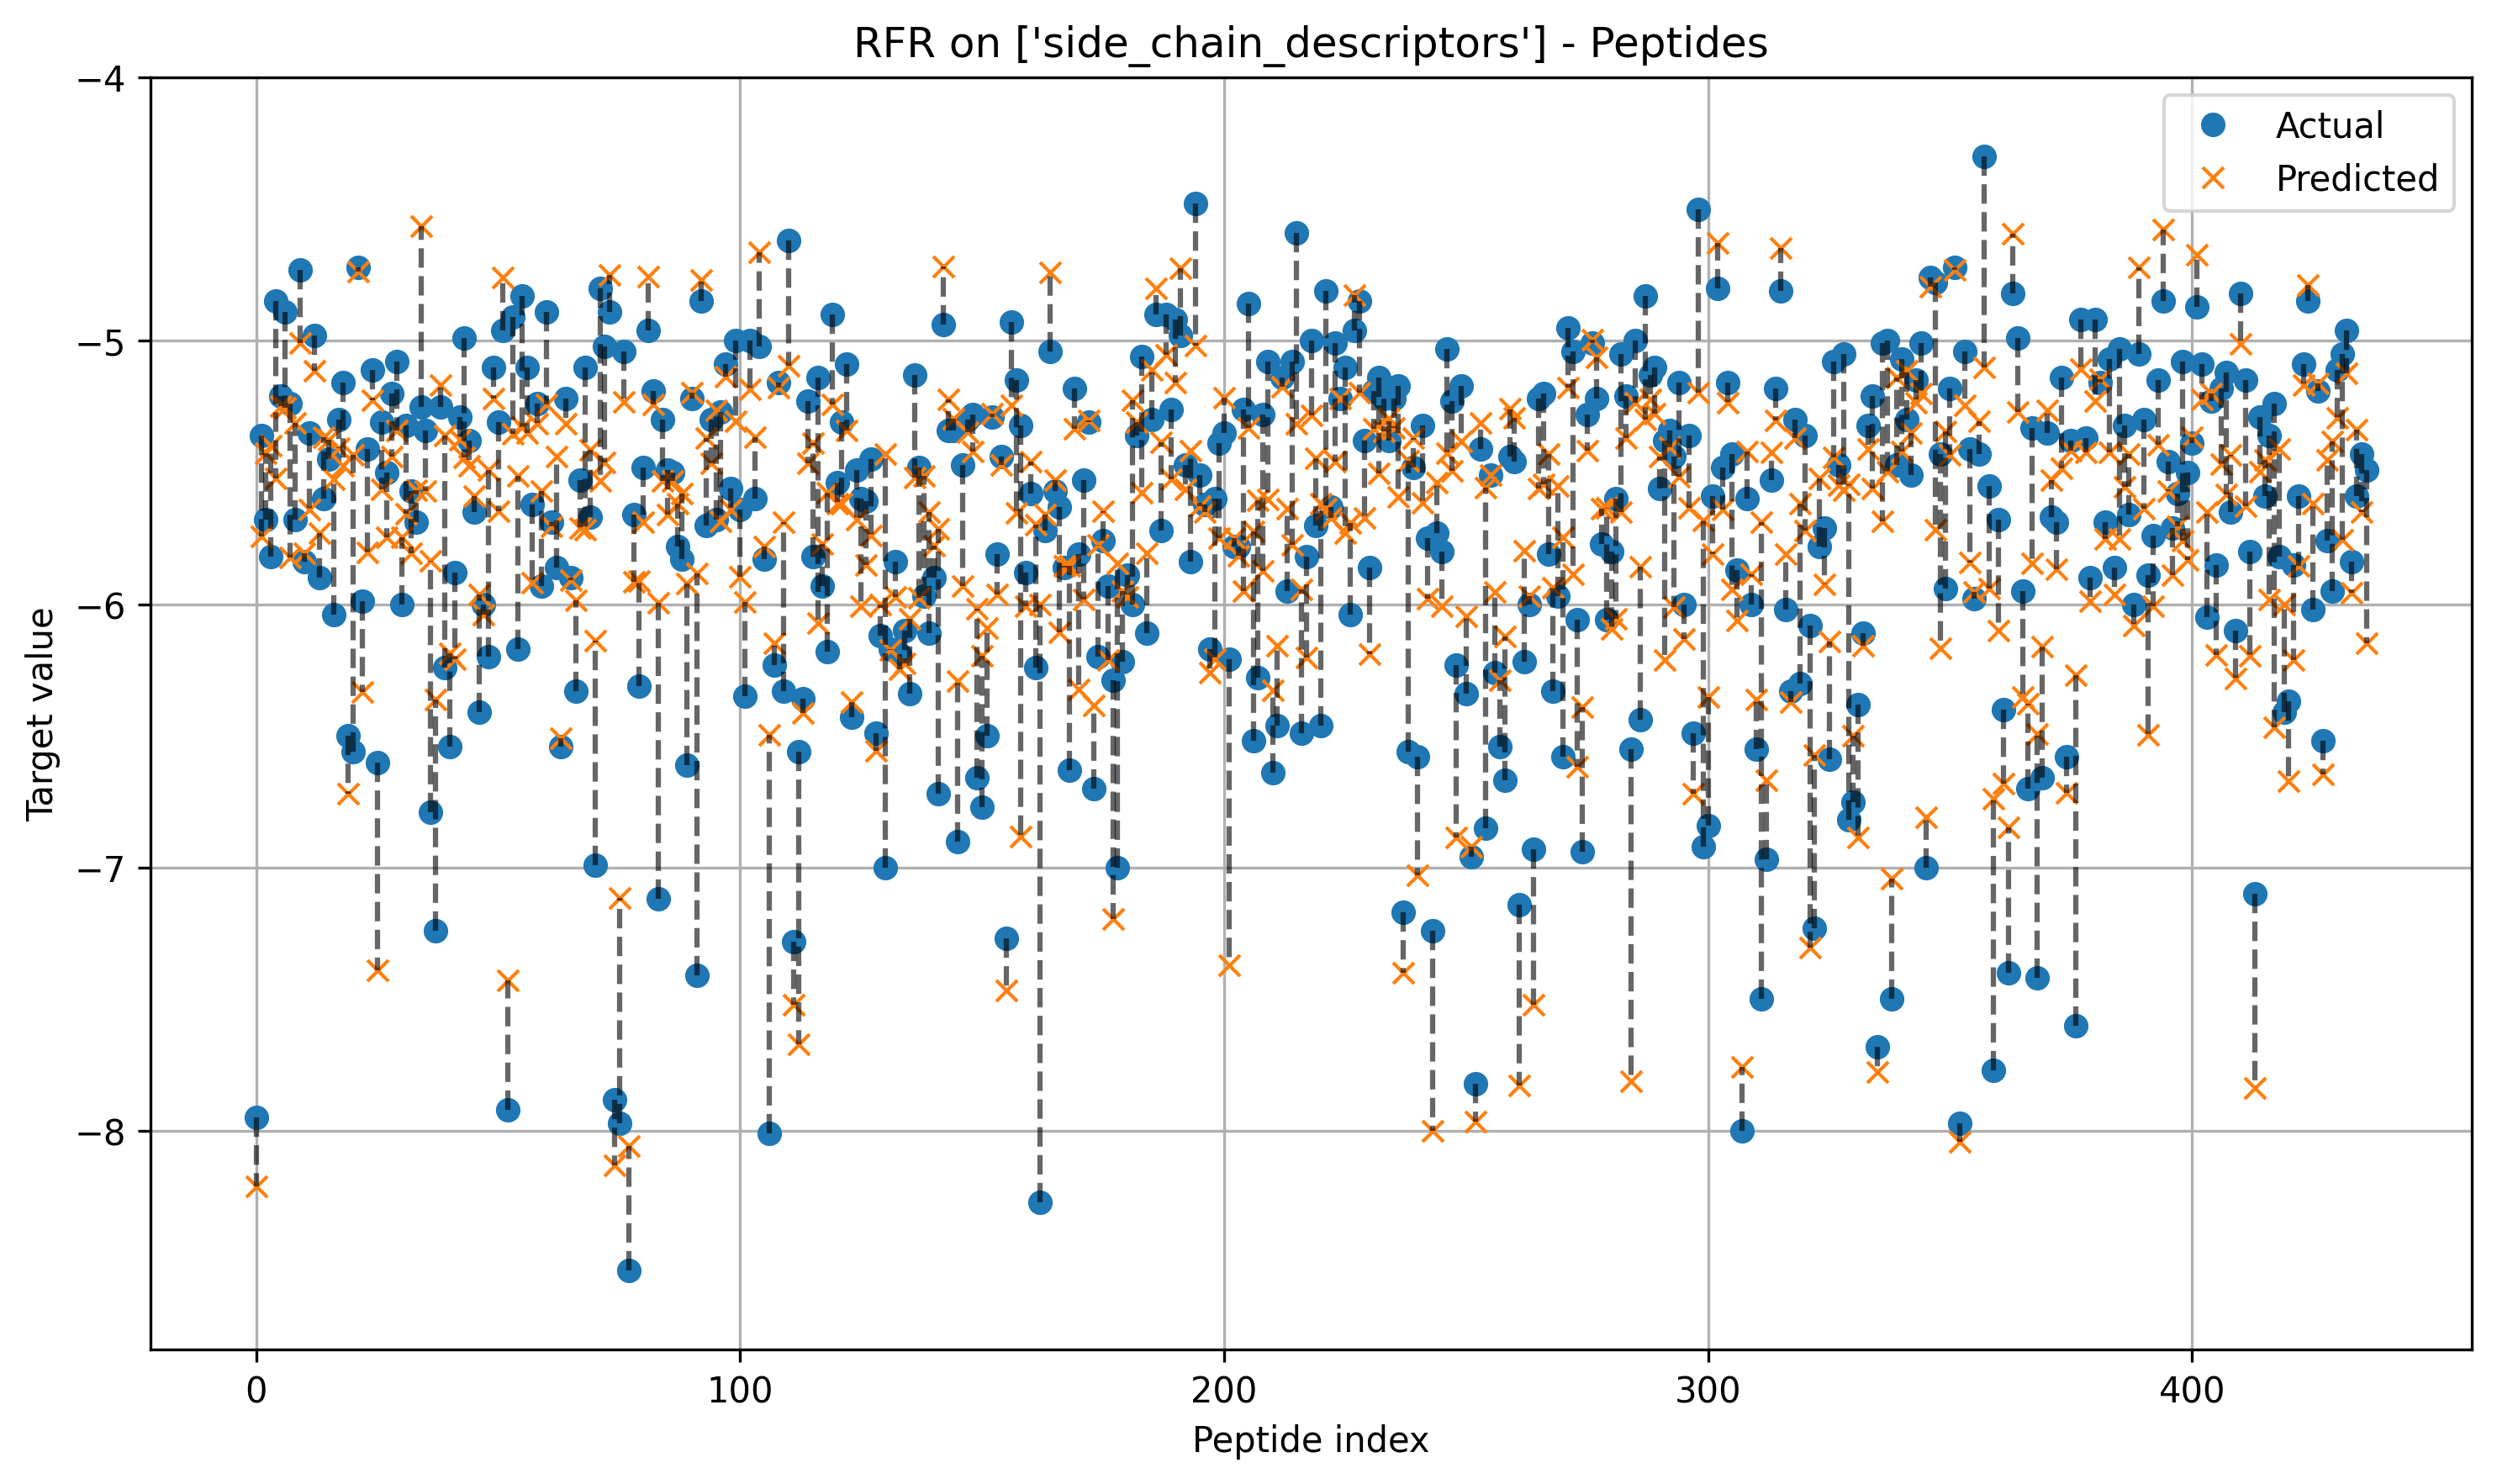 RFR on ['side_chain_descriptors'] - Peptides
Actual
Predicted
Target value
−4
−5
−6
−7
−8
0
100
200
300
400
Peptide index